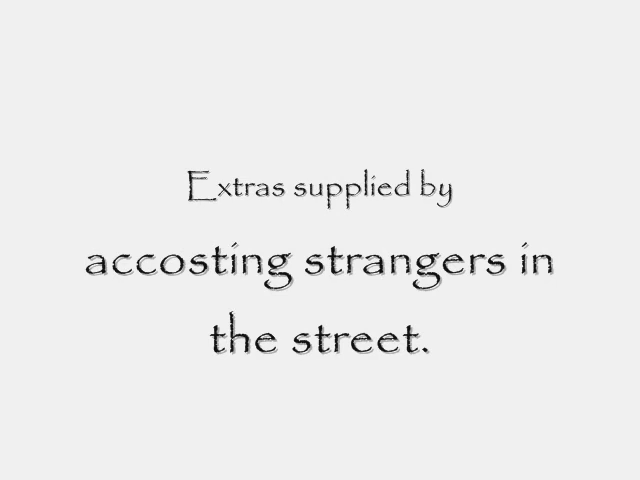 Extras supplied by
accosting strangers in
the street.